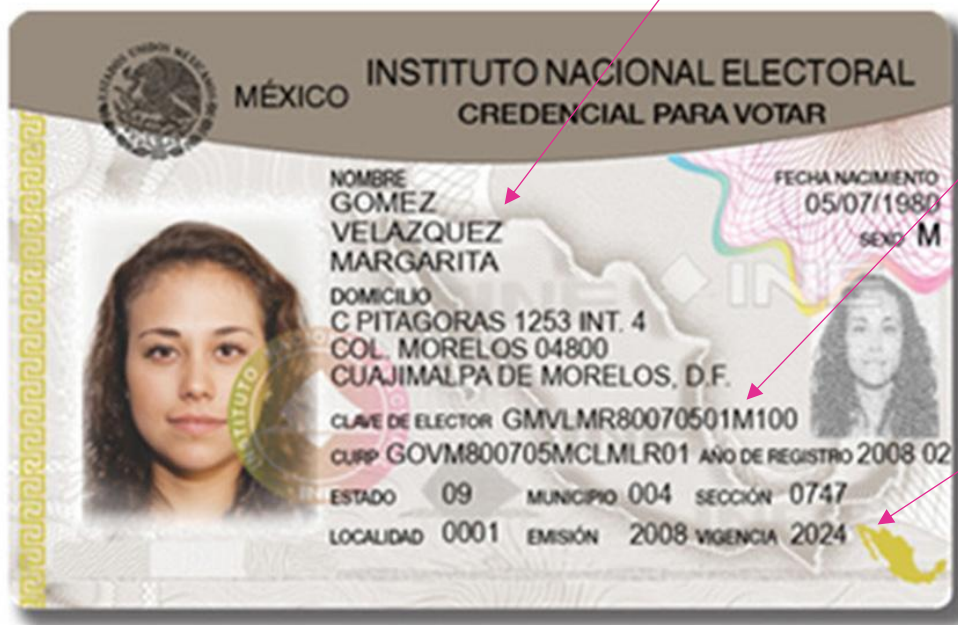 MÉXICO
INSTITUTO NACIONAL ELECTORAL
CREDENCIAL PARA VOTAR
NOMBRE
GOMEZ
VELAZQUEZ
MARGARITA
FECHA NACIMIENTO
05/07/1980
SEXO M
DOMICILIO
C PITAGORAS 1253 INT. 4
COL. MORELOS 04800
CUAJIMALPA DE MORELOS, D.F.
CLAVE DE ELECTOR GMVLMR80070501M100
CURP GOVM800705MCLMLR01 AÑO DE REGISTRO 2008 02
ESTADO 09 MUNICIPIO 004 SECCIÓN 0747
LOCALIDAD 0001 EMISIÓN 2008 VIGENCIA 2024
INE